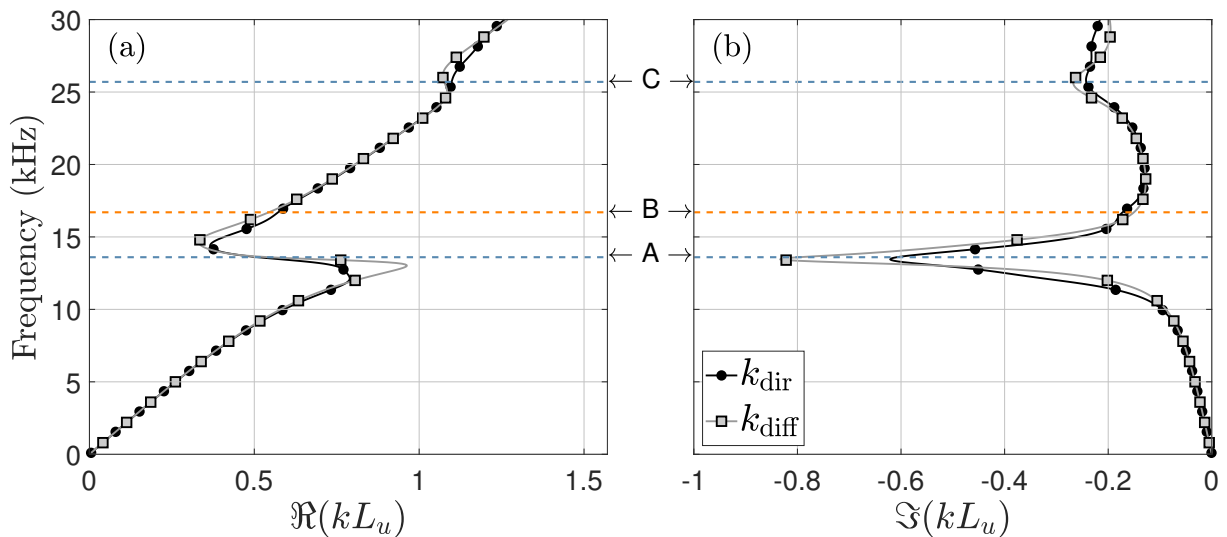 (a)
(b)
30
25
20
15
10
5
0
Frequency (kHz)
0
0.5
1
1.5
ℜ(kL_u)
← C →
← B →
← A →
k_dir
k_diff
-1
-0.8
-0.6
-0.4
-0.2
0
ℑ(kL_u)